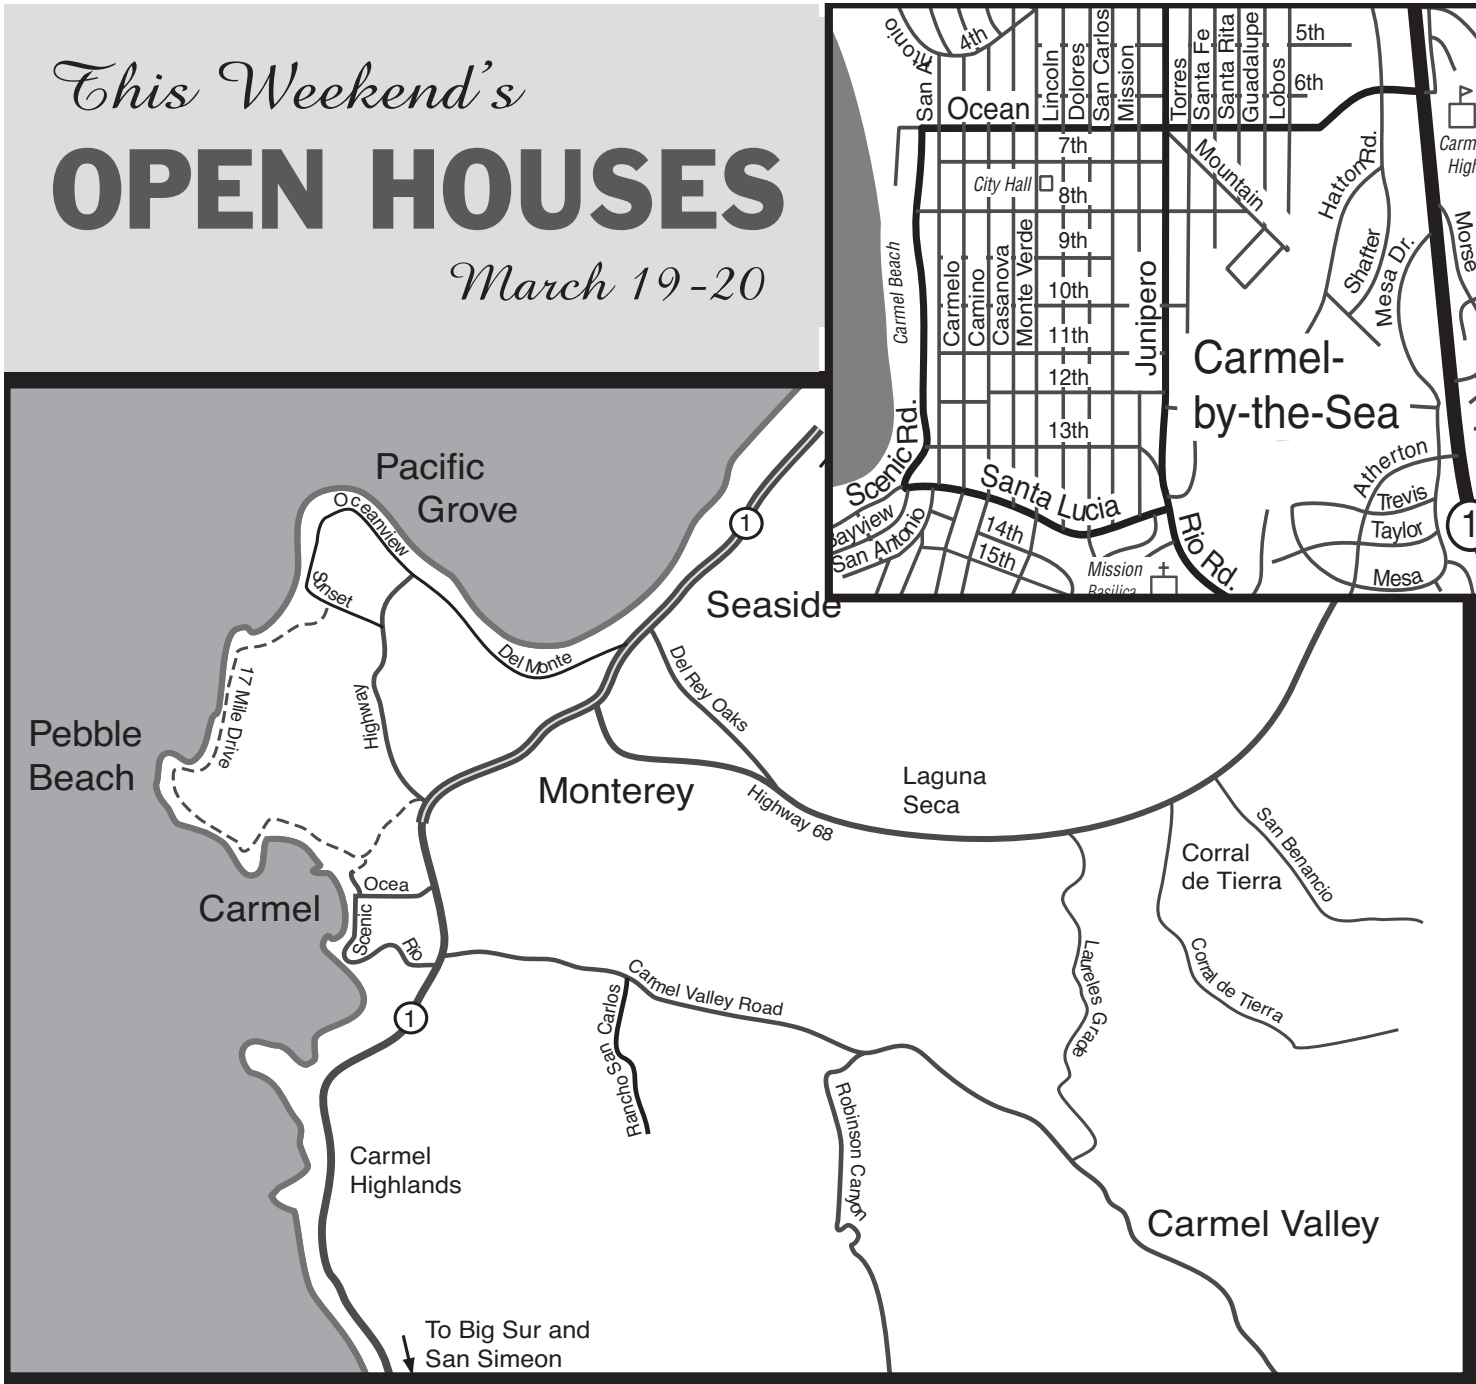 This Weekend's
OPEN HOUSES
March 19-20
San Antonio
4th
Ocean
Lincoln
Dolores
San Carlos
Mission
Torres
Santa Fe
Santa Rita
Guadalupe
Lobos
5th
6th
7th
City Hall
8th
9th
10th
11th
12th
13th
Carmel Beach
Carmelo
Camino
Casanova
Monte Verde
Junipero
Mountain
Hatton Rd.
Shafter
Mesa Dr.
Morse
Carm
High
Carmel-
by-the-Sea
Scenic Rd.
Santa Lucia
Bayview
San Antonio
14th
15th
Mission
Basilica
Rio Rd.
Atherton
Trevis
Taylor
Mesa
1
Pacific
Grove
Oceanview
Sunset
17 Mile Drive
Highway
Del Monte
1
Seaside
Del Rey Oaks
Pebble
Beach
Monterey
Highway 68
Laguna
Seca
San Benancio
Corral
de Tierra
Corral de Tierra
Laureles Grade
Carmel
Ocea
Scenic
Rio
1
Carmel Valley Road
Rancho San Carlos
Robinson Canyon
Carmel
Highlands
Carmel Valley
To Big Sur and
San Simeon